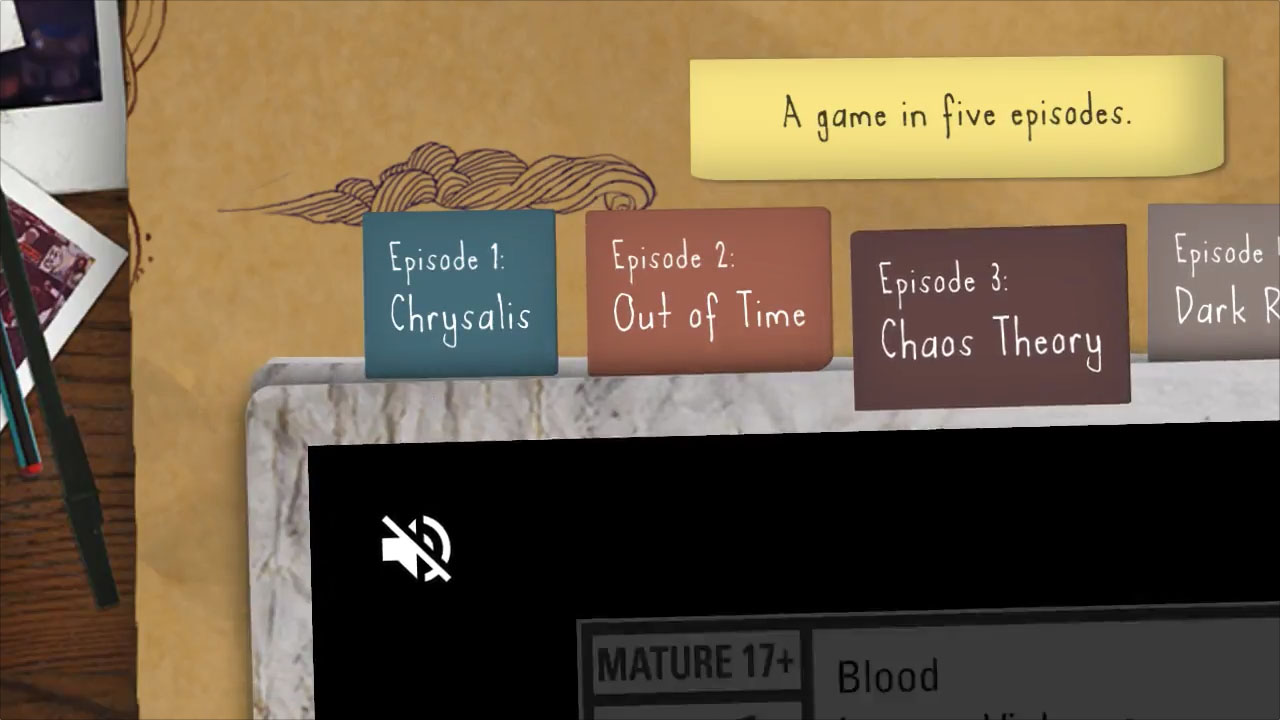 A game in five episodes.
Episode 1:
Chrysalis
Episode 2:
Out of Time
Episode 3:
Chaos Theory
Episode
Dark R
MATURE 17+
Blood